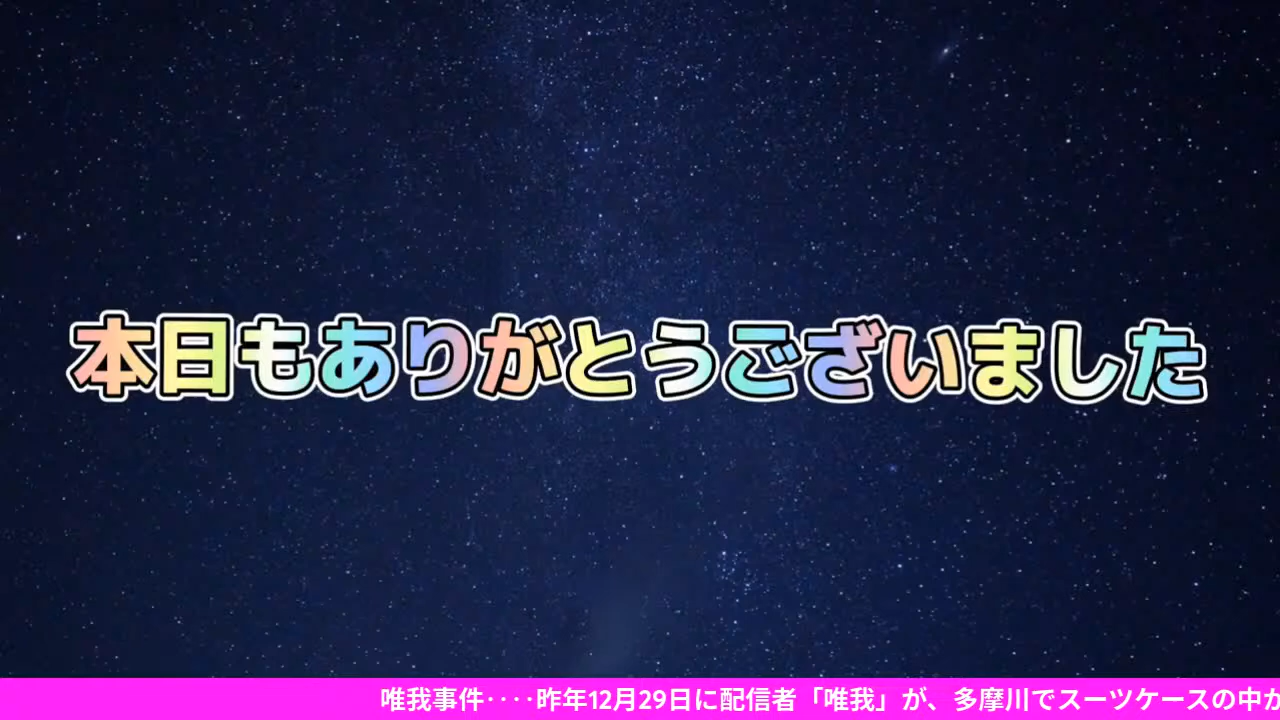 本日もありがとうございました
唯我事件‥‥昨年12月29日に配信者「唯我」が、多摩川でスーツケースの中か